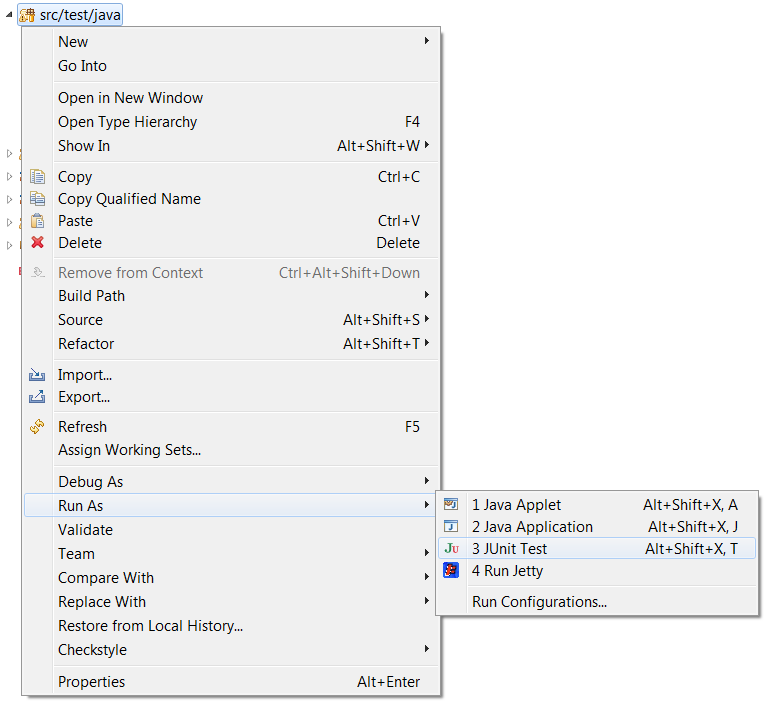 src/test/java
New
Go Into
Open in New Window
Open Type Hierarchy F4
Show In Alt+Shift+W
Copy Ctrl+C
Copy Qualified Name
Paste Ctrl+V
Delete Delete
Remove from Context Ctrl+Alt+Shift+Down
Build Path
Source Alt+Shift+S
Refactor Alt+Shift+T
Import...
Export...
Refresh F5
Assign Working Sets...
Debug As
Run As
Validate
Team
Compare With
Replace With
Restore from Local History...
Checkstyle
Properties Alt+Enter
1 Java Applet Alt+Shift+X, A
2 Java Application Alt+Shift+X, J
JU 3 JUnit Test Alt+Shift+X, T
4 Run Jetty
Run Configurations...